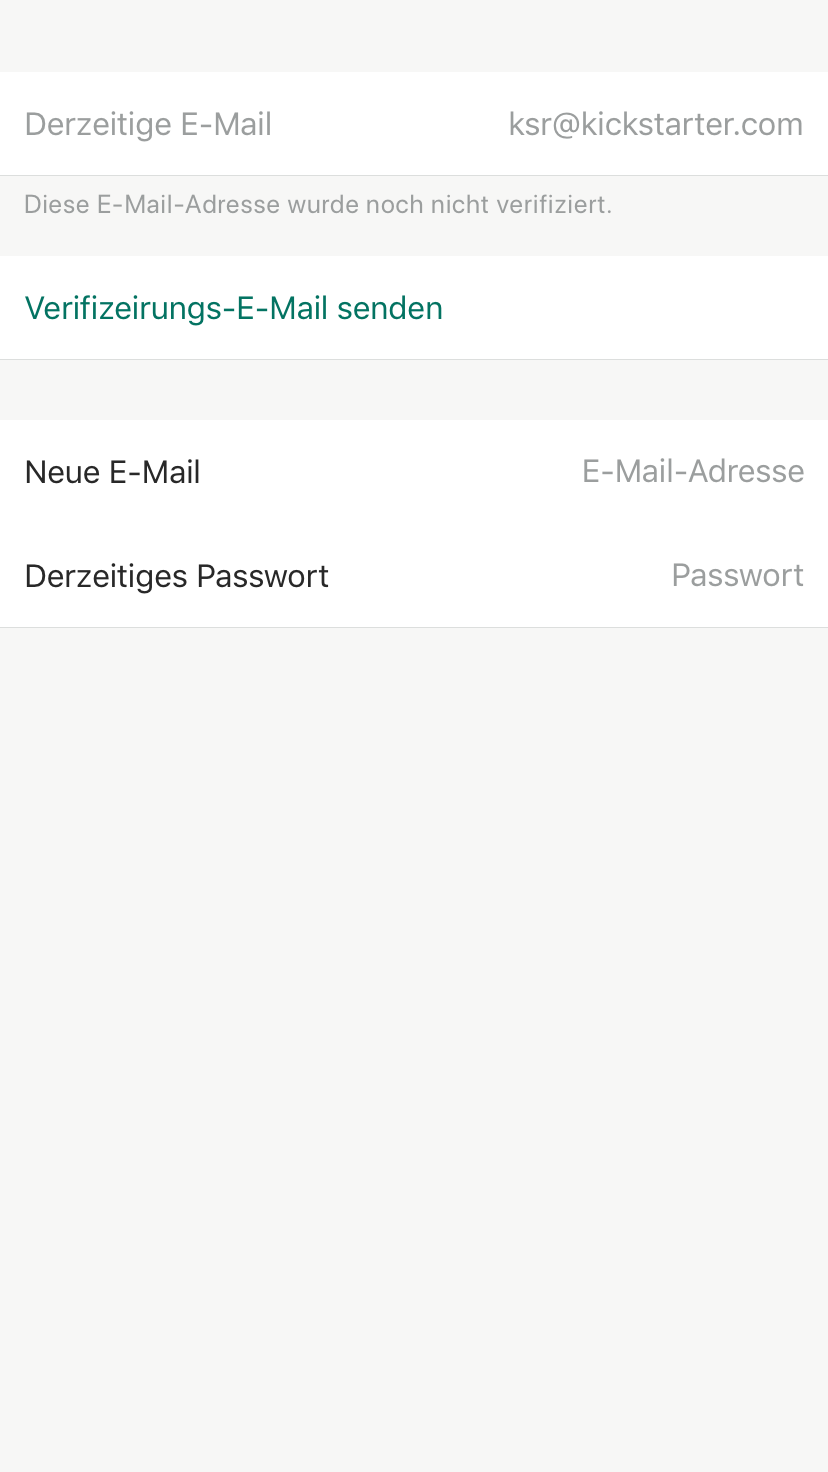 Derzeitige E-Mail ksr@kickstarter.com
Diese E-Mail-Adresse wurde noch nicht verifiziert.
Verifizeirungs-E-Mail senden
Neue E-Mail E-Mail-Adresse
Derzeitiges Passwort Passwort